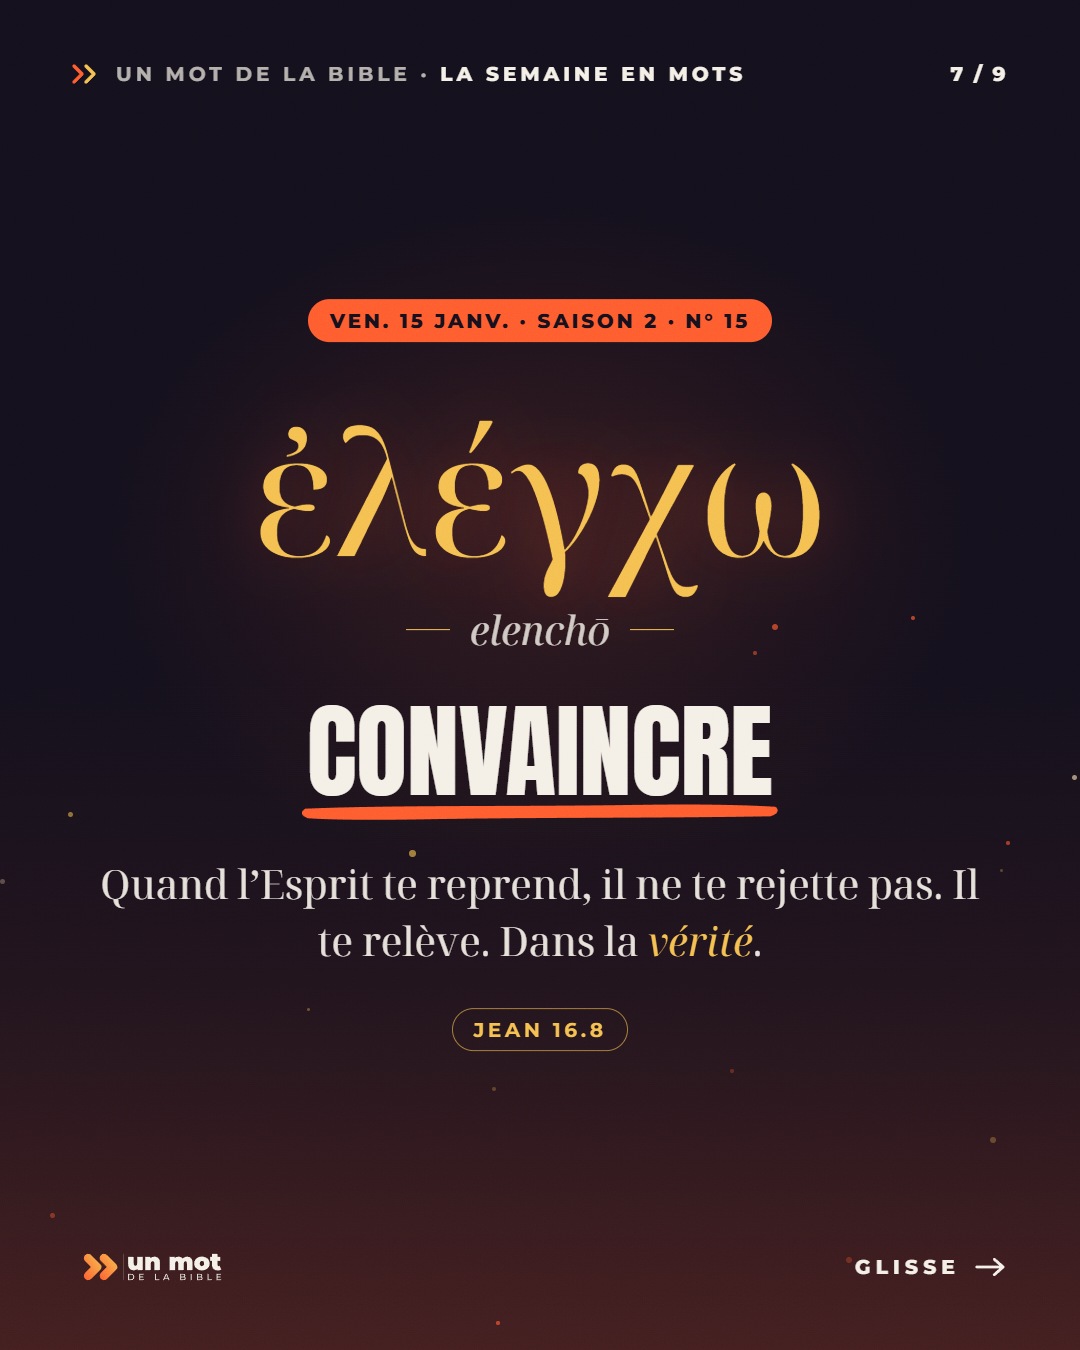 UN MOT DE LA BIBLE · LA SEMAINE EN MOTS
7 / 9
VEN. 15 JANV. · SAISON 2 · N° 15
ἐλέγχω
elenchō
CONVAINCRE
Quand l’Esprit te reprend, il ne te rejette pas. Il
te relève. Dans la vérité.
JEAN 16.8
un mot
DE LA BIBLE
GLISSE →